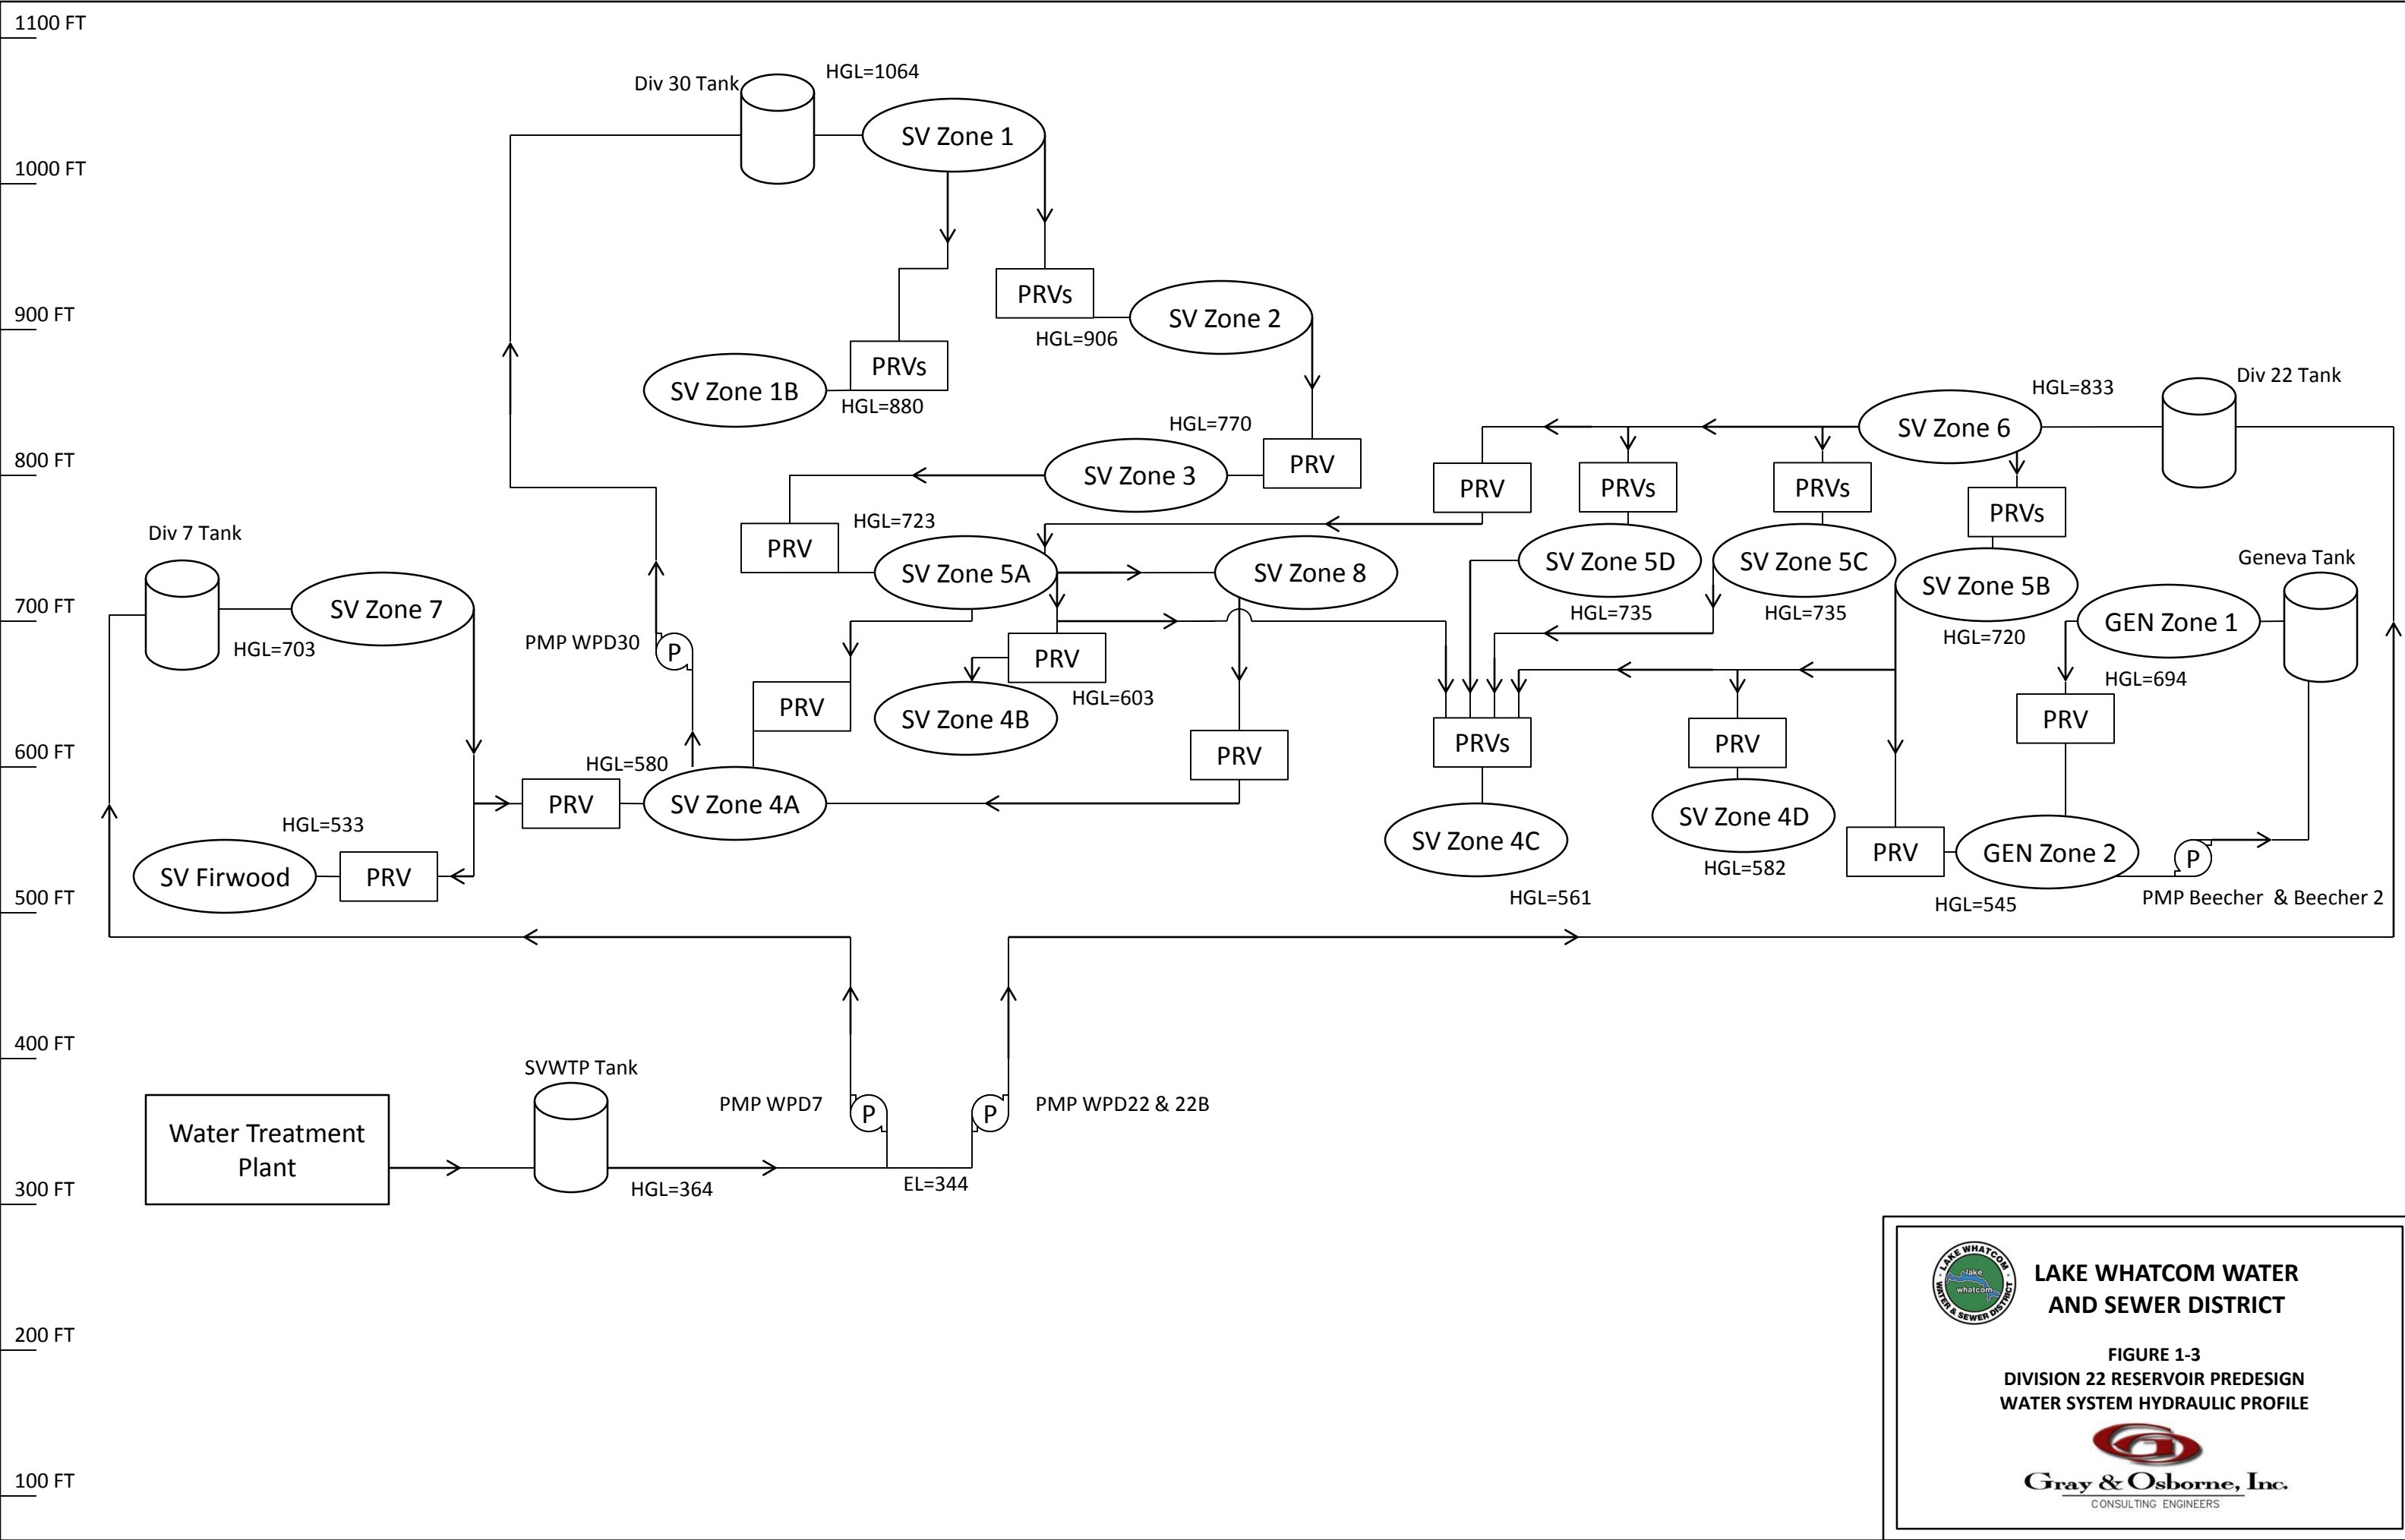 1100 FT
HGL=1064
Div 30 Tank
SV Zone 1
1000 FT
PRVs
900 FT
SV Zone 2
HGL=906
PRVs
SV Zone 1B
HGL=880
Div 22 Tank
HGL=833
HGL=770
SV Zone 6
800 FT
PRV
SV Zone 3
PRV
PRVs
PRVs
PRVs
HGL=723
Div 7 Tank
PRV
SV Zone 5A
SV Zone 8
SV Zone 5D
SV Zone 5C
SV Zone 5B
Geneva Tank
700 FT
SV Zone 7
HGL=735
HGL=735
HGL=720
GEN Zone 1
HGL=703
PMP WPD30
P
PRV
HGL=694
HGL=603
PRV
SV Zone 4B
PRV
600 FT
PRV
PRVs
PRV
HGL=580
PRV
SV Zone 4A
SV Zone 4D
HGL=533
SV Zone 4C
PRV
GEN Zone 2
P
SV Firwood
PRV
HGL=582
500 FT
HGL=561
HGL=545
PMP Beecher & Beecher 2
400 FT
SVWTP Tank
PMP WPD7
P
P
PMP WPD22 & 22B
Water Treatment
Plant
300 FT
HGL=364
EL=344
200 FT
100 FT
LAKE WHATCOM
lake
whatcom
WATER & SEWER DISTRICT
LAKE WHATCOM WATER
AND SEWER DISTRICT
FIGURE 1-3
DIVISION 22 RESERVOIR PREDESIGN
WATER SYSTEM HYDRAULIC PROFILE
Gray & Osborne, Inc.
CONSULTING ENGINEERS